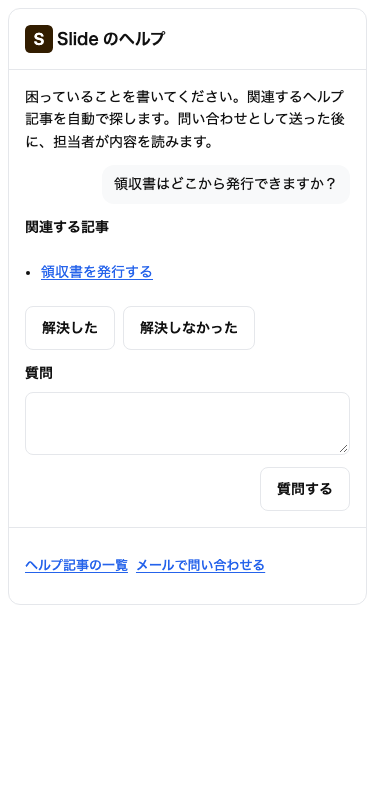 S Slide のヘルプ
困っていることを書いてください。関連するヘルプ
記事を自動で探します。問い合わせとして送った後
に、担当者が内容を読みます。
領収書はどこから発行できますか？
関連する記事
• 領収書を発行する
解決した 解決しなかった
質問
質問する
ヘルプ記事の一覧 メールで問い合わせる